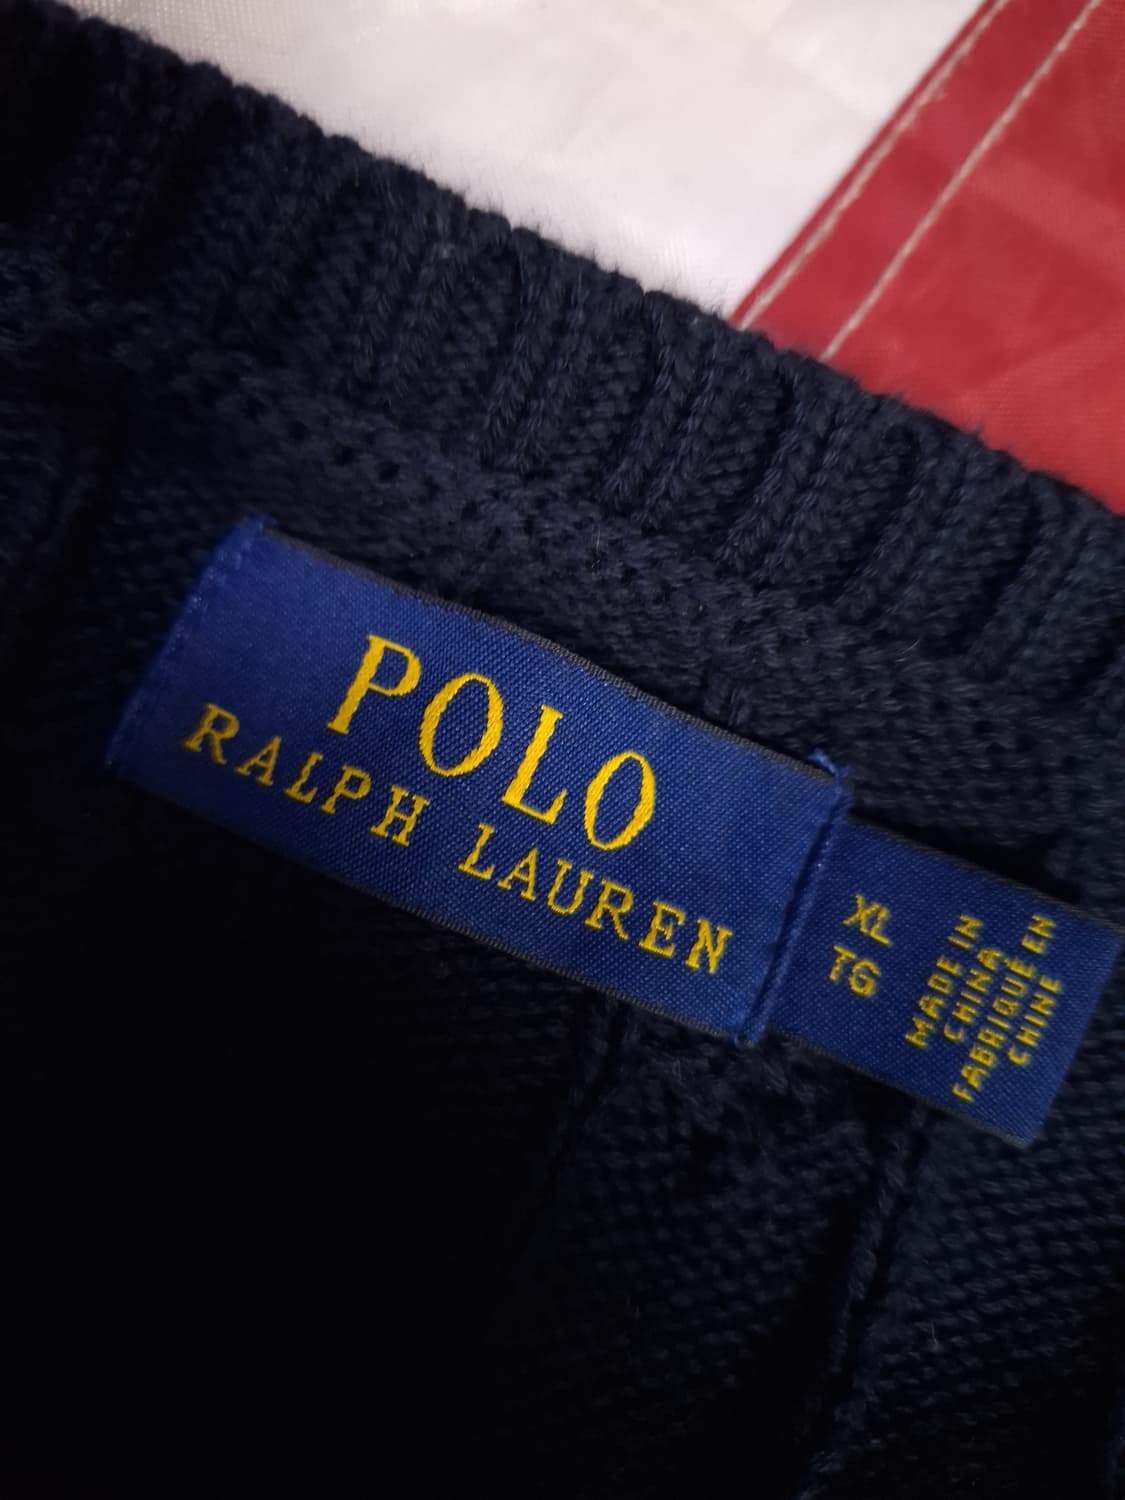 POLO
RALPH LAUREN
XL
TG
MADE IN
CHINA
FABRIQUÉ EN
CHINE